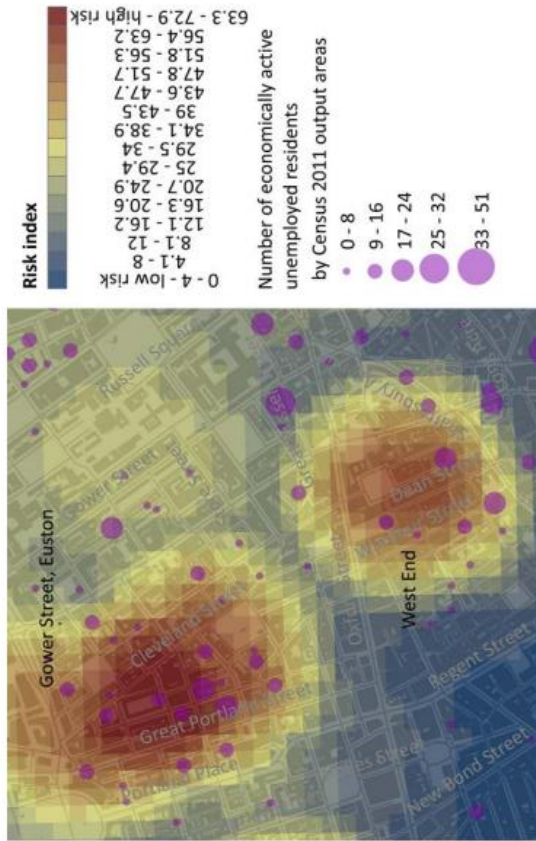 Gower Street, Euston
Russell Square
Gower Street
Cleveland Street
Great Portland Street
Portland Place
Dean Street
West End
Regent Street
New Bond Street
Risk index
63.3 - 72.9 - high risk
56.4 - 63.2
51.8 - 56.3
47.8 - 51.7
43.6 - 47.7
39 - 43.5
34.1 - 38.9
29.5 - 34
25 - 29.4
20.7 - 24.9
16.3 - 20.6
12.1 - 16.2
8.1 - 12
4.1 - 8
0 - 4 - low risk
Number of economically active
unemployed residents
by Census 2011 output areas
0 - 8
9 - 16
17 - 24
25 - 32
33 - 51